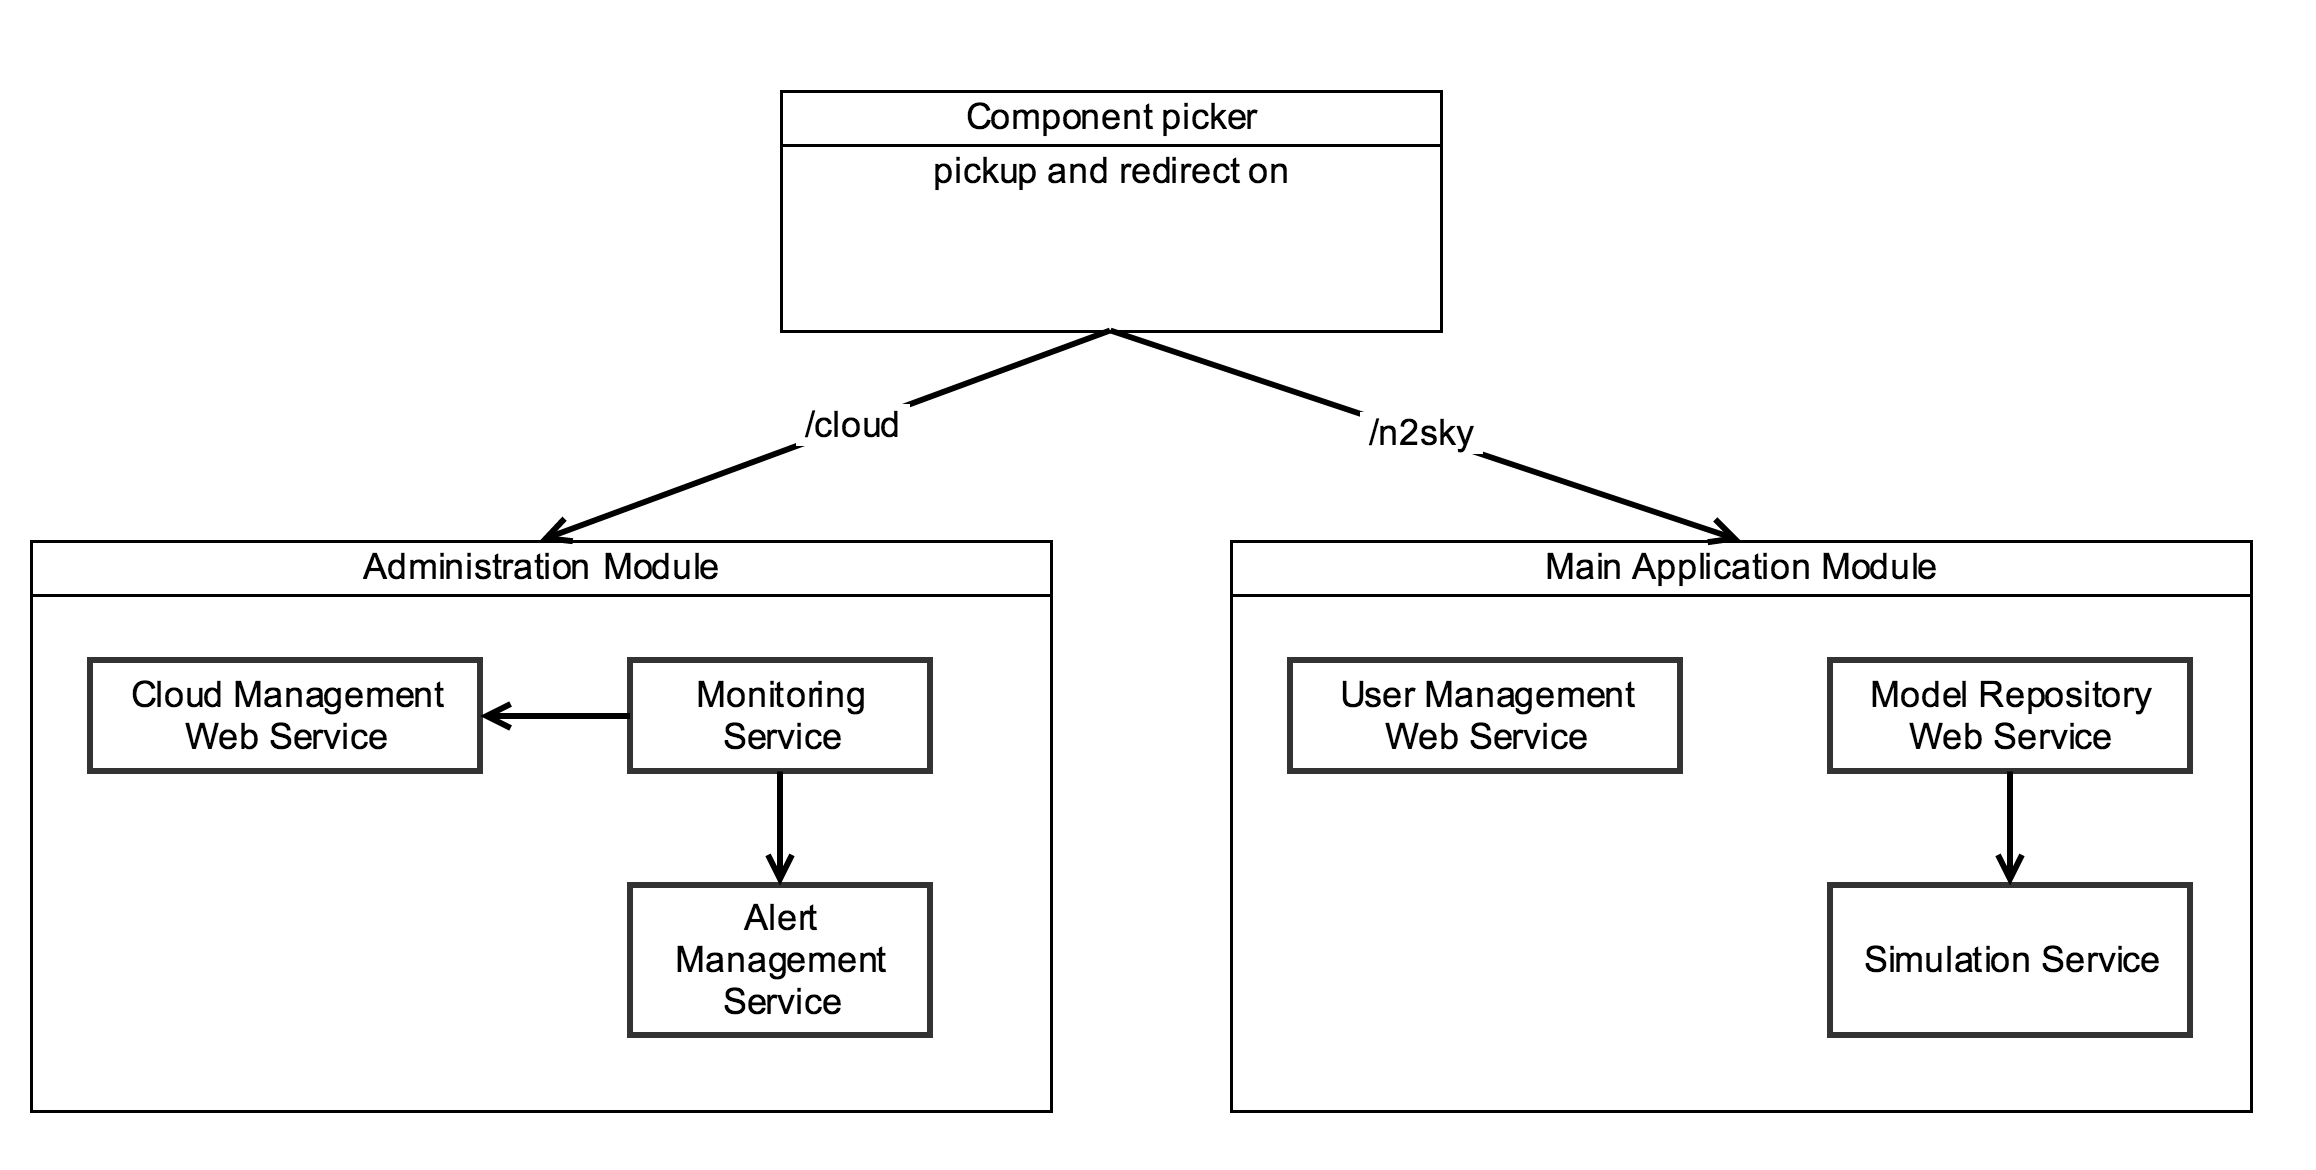 Component picker
pickup and redirect on
/cloud
/n2sky
Administration Module
Cloud Management
Web Service
Monitoring
Service
Alert
Management
Service
Main Application Module
User Management
Web Service
Model Repository
Web Service
Simulation Service